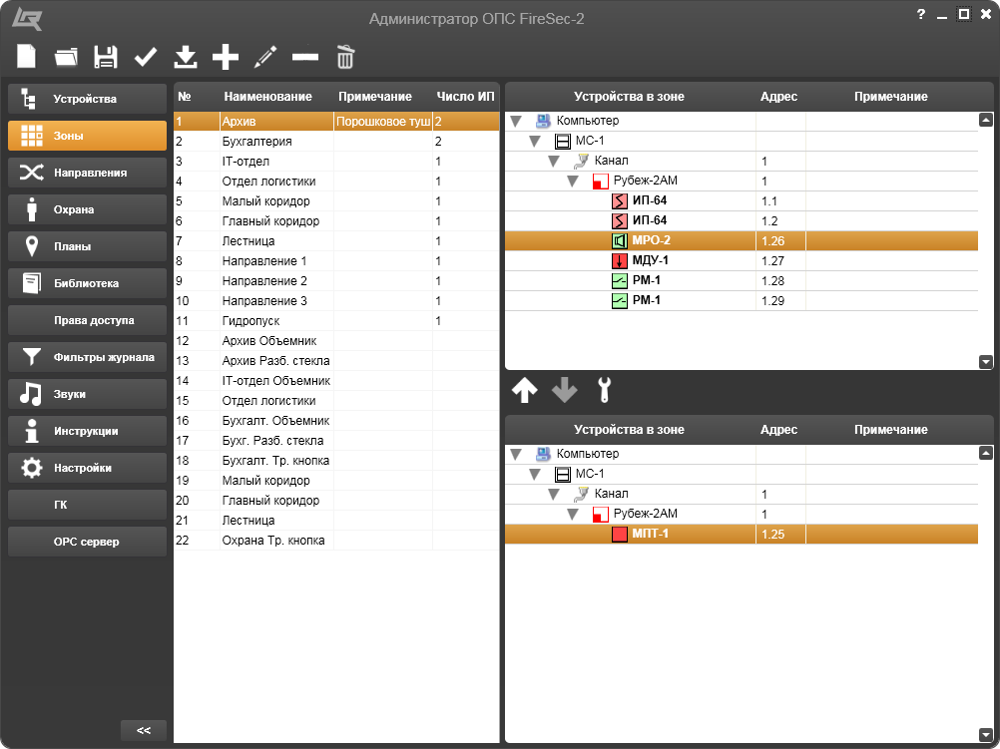 Администратор ОПС FireSec-2
?
Устройства
Зоны
Направления
Охрана
Планы
Библиотека
Права доступа
Фильтры журнала
Звуки
Инструкции
Настройки
ГК
OPC сервер
<<
№ Наименование Примечание Число ИП
1 Архив Порошковое туш 2
2 Бухгалтерия 2
3 IT-отдел 1
4 Отдел логистики 1
5 Малый коридор 1
6 Главный коридор 1
7 Лестница 1
8 Направление 1 1
9 Направление 2 1
10 Направление 3 1
11 Гидропуск 1
12 Архив Объемник
13 Архив Разб. стекла
14 IT-отдел Объемник
15 Отдел логистики
16 Бухгалт. Объемник
17 Бухг. Разб. стекла
18 Бухгалт. Тр. кнопка
19 Малый коридор
20 Главный коридор
21 Лестница
22 Охрана Тр. кнопка
Устройства в зоне Адрес Примечание
Компьютер
МС-1
Канал 1
Рубеж-2АМ 1
ИП-64 1.1
ИП-64 1.2
МРО-2 1.26
МДУ-1 1.27
РМ-1 1.28
РМ-1 1.29
Устройства в зоне Адрес Примечание
Компьютер
МС-1
Канал 1
Рубеж-2АМ 1
МПТ-1 1.25